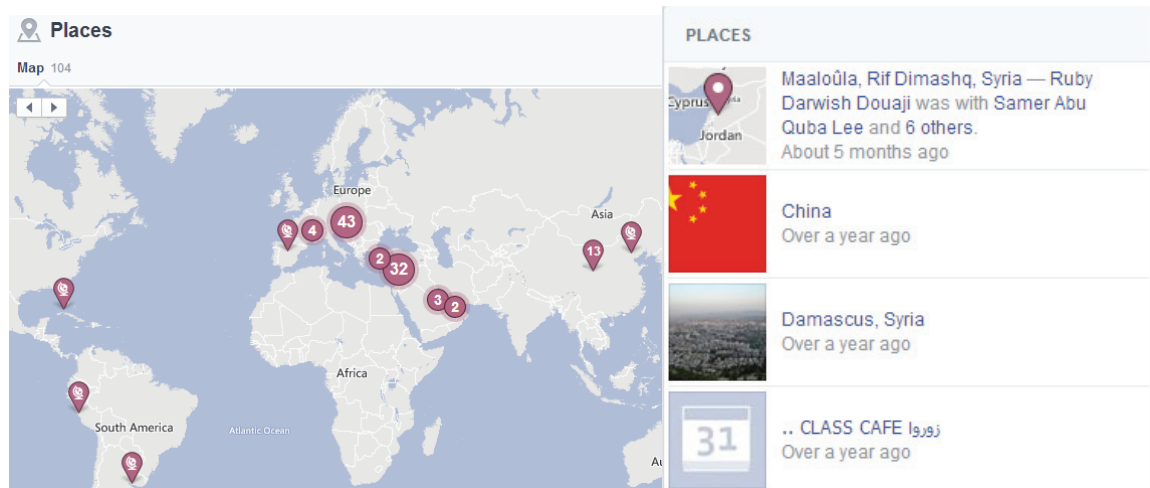 Places
Map 104
Europe
Asia
4
43
13
2
32
3
2
Africa
South America
Atlantic Ocean
Au
PLACES
Cyprus
Jordan
Maaloûla, Rif Dimashq, Syria — Ruby
Darwish Douaji was with Samer Abu
Quba Lee and 6 others.
About 5 months ago
China
Over a year ago
Damascus, Syria
Over a year ago
31
.. CLASS CAFE زوروا
Over a year ago